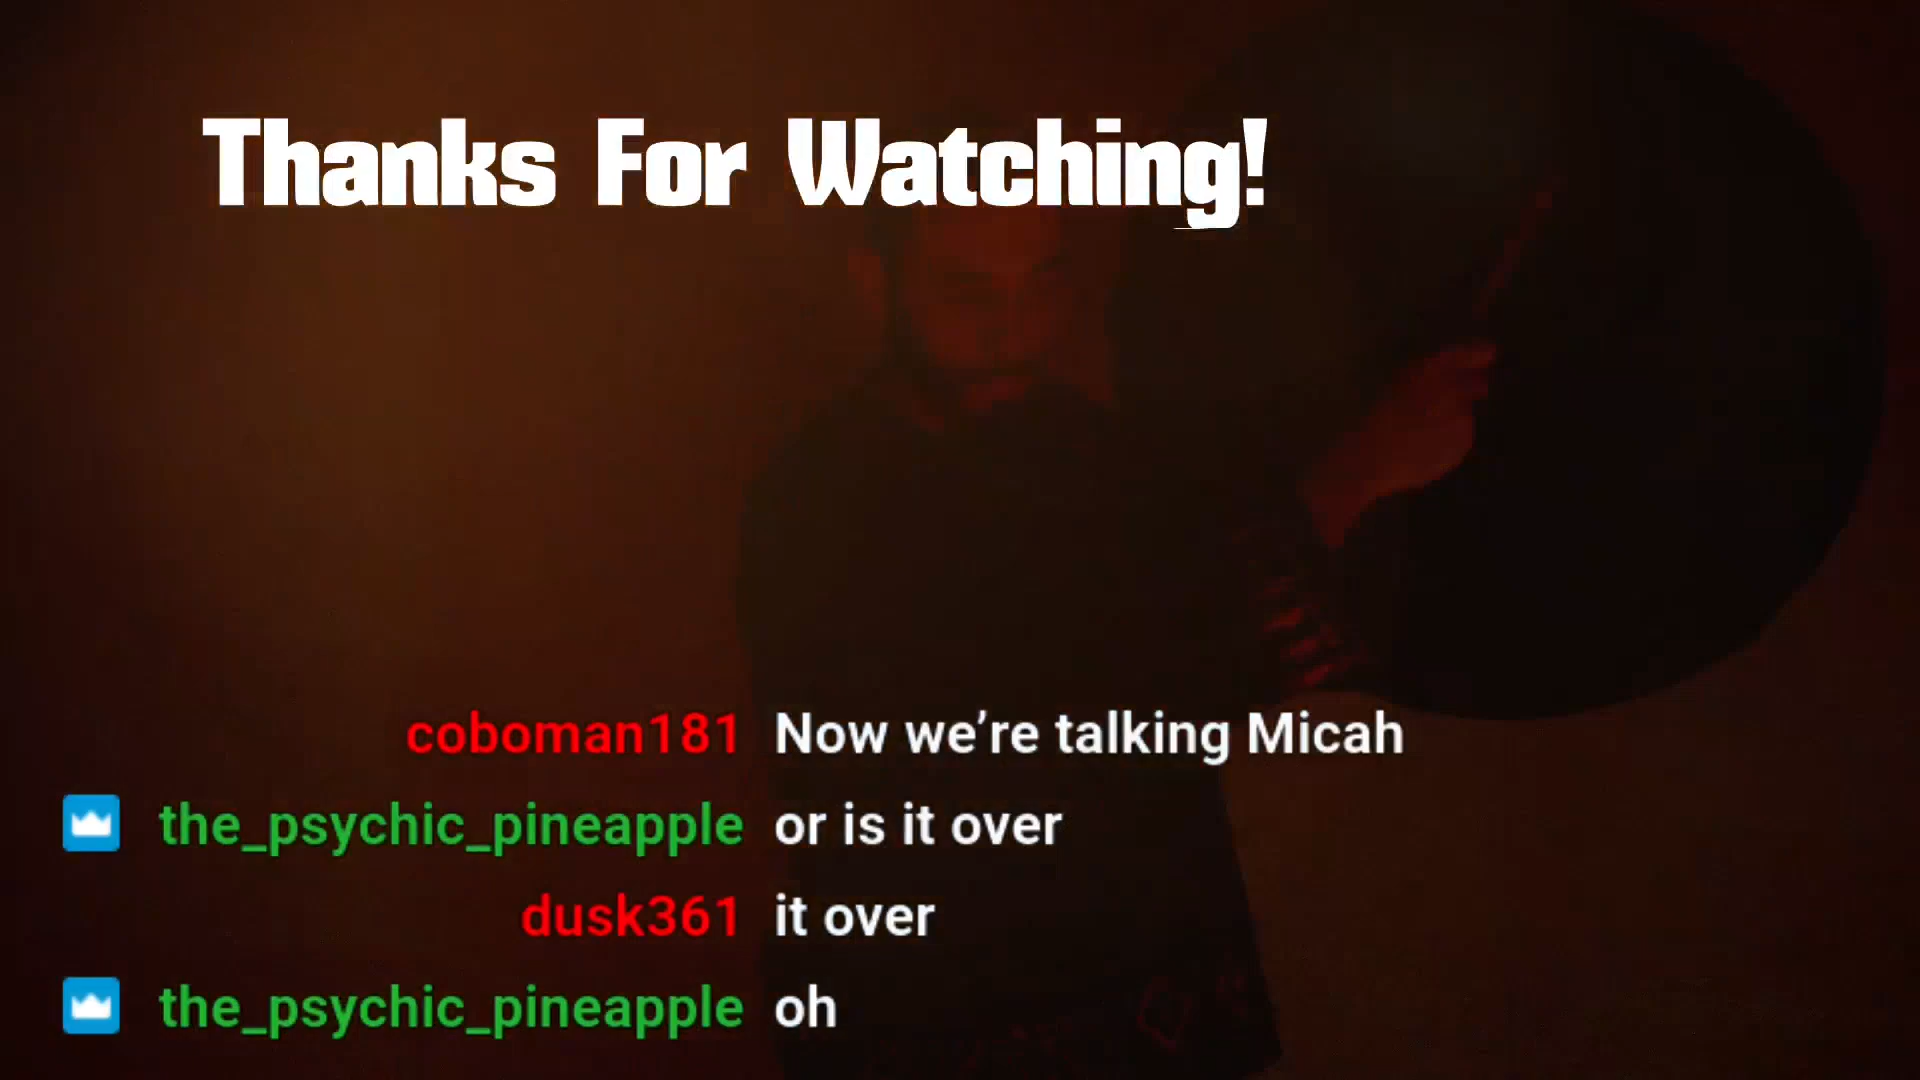 Thanks For Watching!
coboman181 Now we’re talking Micah
the_psychic_pineapple or is it over
dusk361 it over
the_psychic_pineapple oh